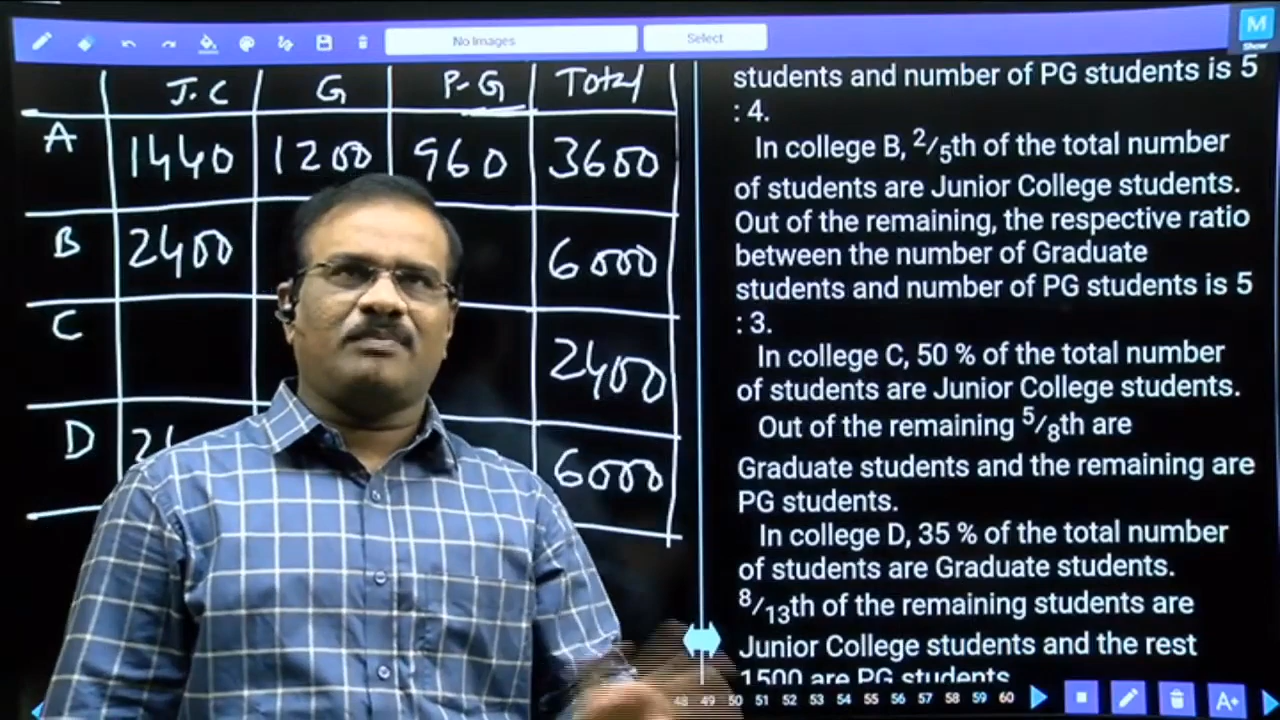 No Images
Select
M
Show
J.C G P-G Total
A 1440 1200 960 3600
B 2400 6000
C 2400
D 6000
students and number of PG students is 5
: 4.
In college B, 2/5th of the total number
of students are Junior College students.
Out of the remaining, the respective ratio
between the number of Graduate
students and number of PG students is 5
: 3.
In college C, 50 % of the total number
of students are Junior College students.
Out of the remaining 5/8th are
Graduate students and the remaining are
PG students.
In college D, 35 % of the total number
of students are Graduate students.
8/13th of the remaining students are
Junior College students and the rest
1500 are PG students
48 49 50 51 52 53 54 55 56 57 58 59 60
A+